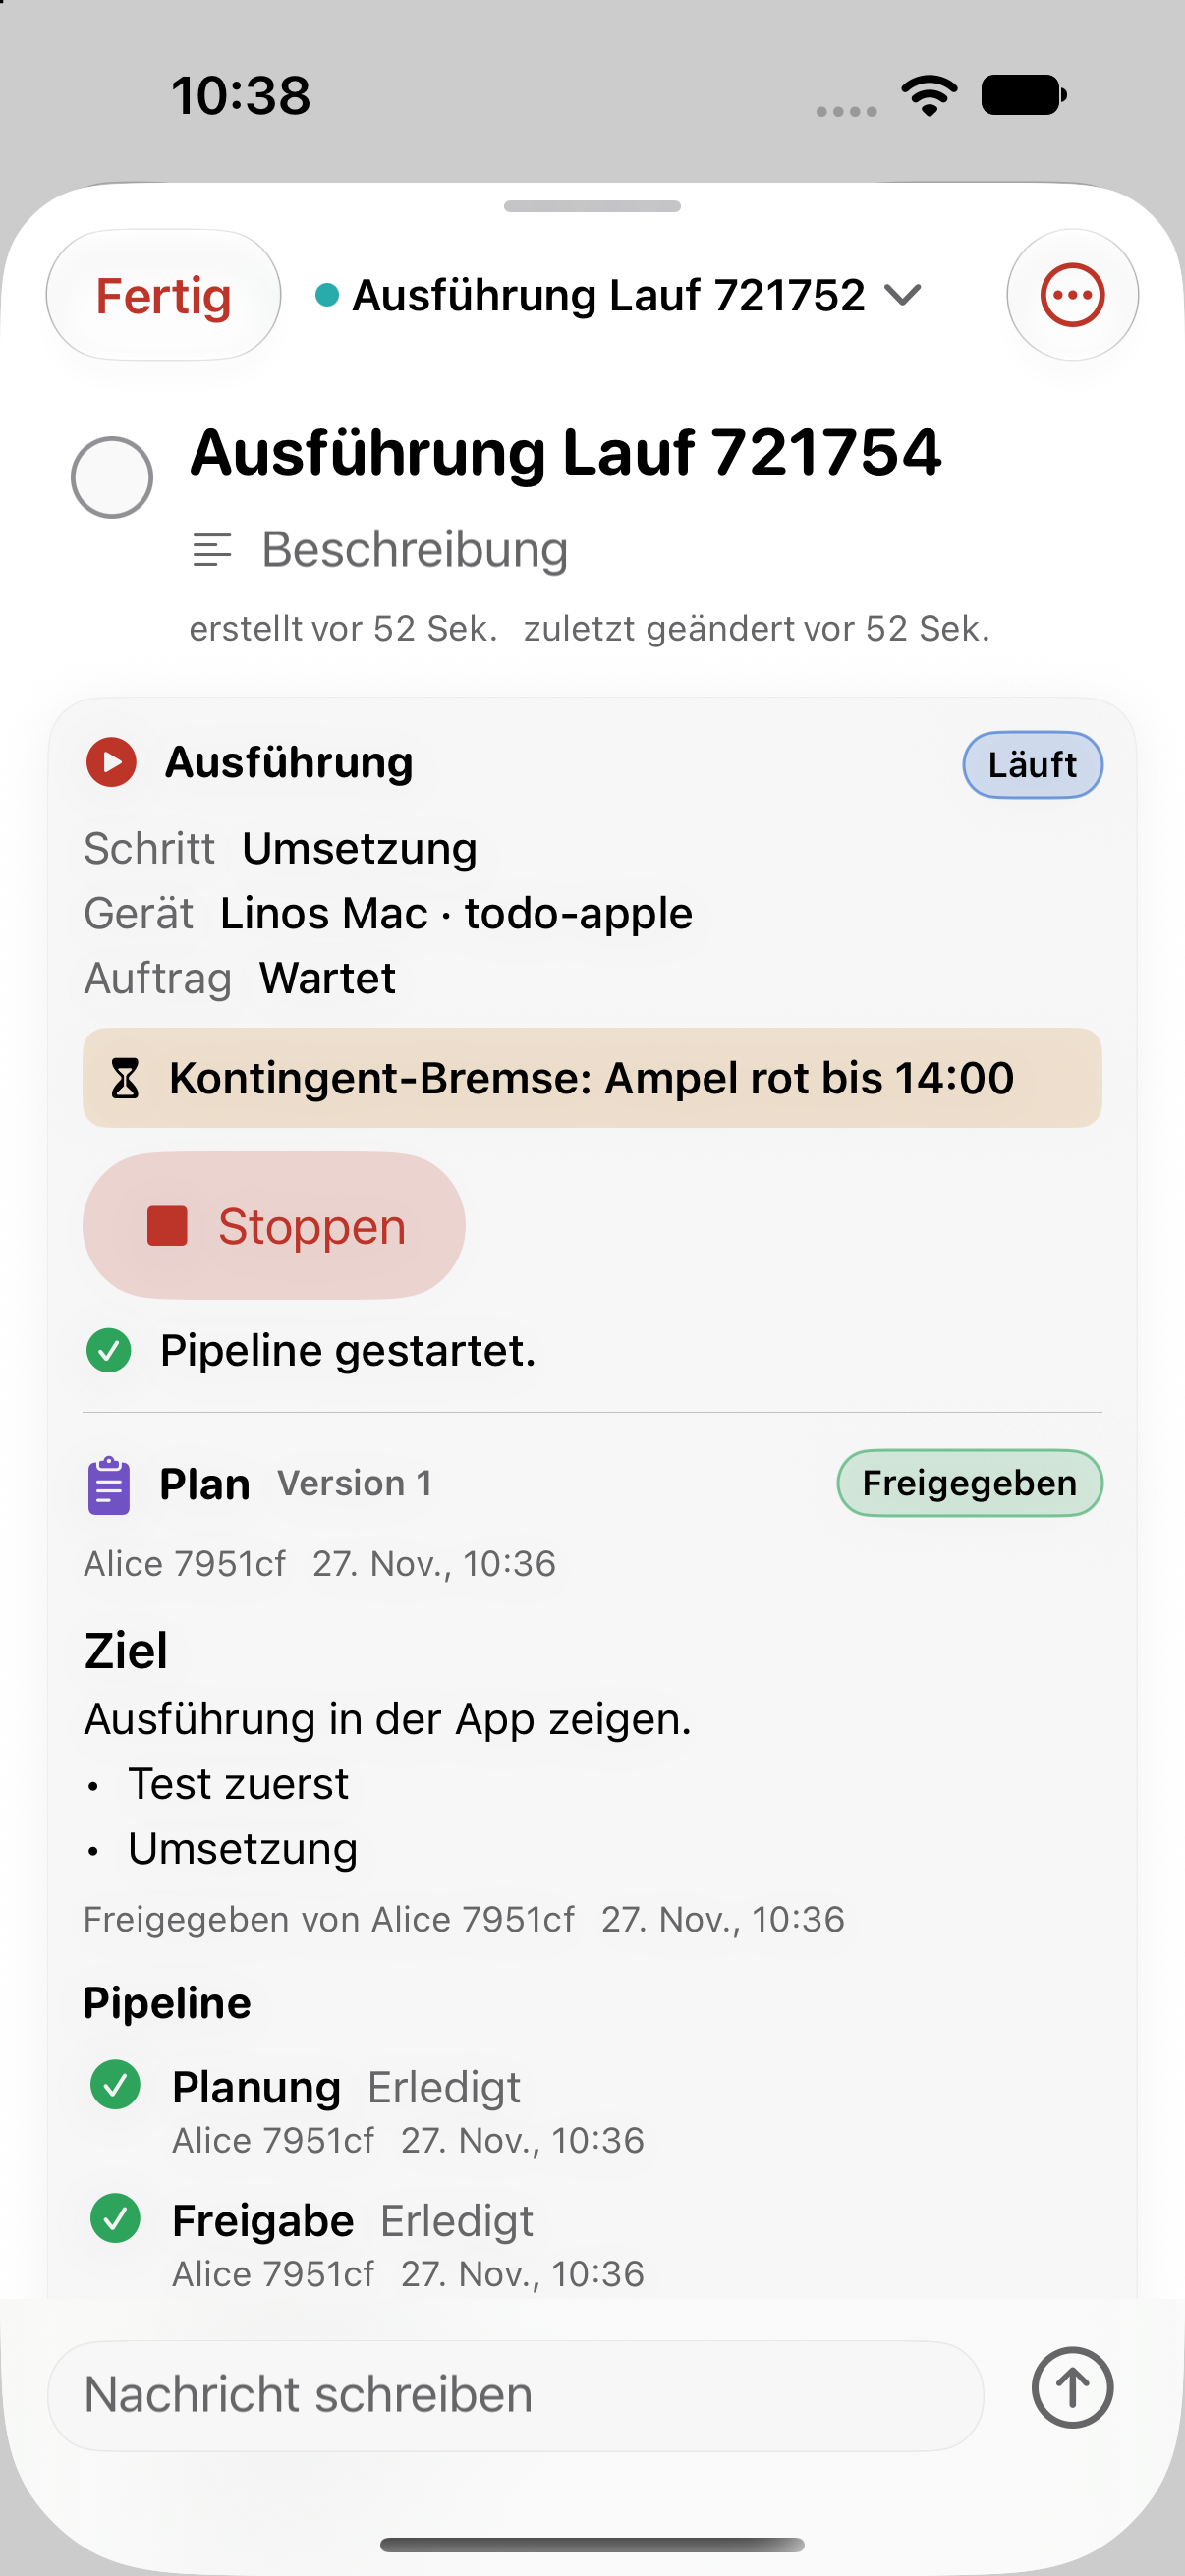 10:38
Fertig
Ausführung Lauf 721752
Ausführung Lauf 721754
Beschreibung
erstellt vor 52 Sek. zuletzt geändert vor 52 Sek.
Ausführung
Läuft
Schritt Umsetzung
Gerät Linos Mac · todo-apple
Auftrag Wartet
Kontingent-Bremse: Ampel rot bis 14:00
Stoppen
Pipeline gestartet.
Plan Version 1
Freigegeben
Alice 7951cf 27. Nov., 10:36
Ziel
Ausführung in der App zeigen.
• Test zuerst
• Umsetzung
Freigegeben von Alice 7951cf 27. Nov., 10:36
Pipeline
Planung Erledigt
Alice 7951cf 27. Nov., 10:36
Freigabe Erledigt
Alice 7951cf 27. Nov., 10:36
Nachricht schreiben